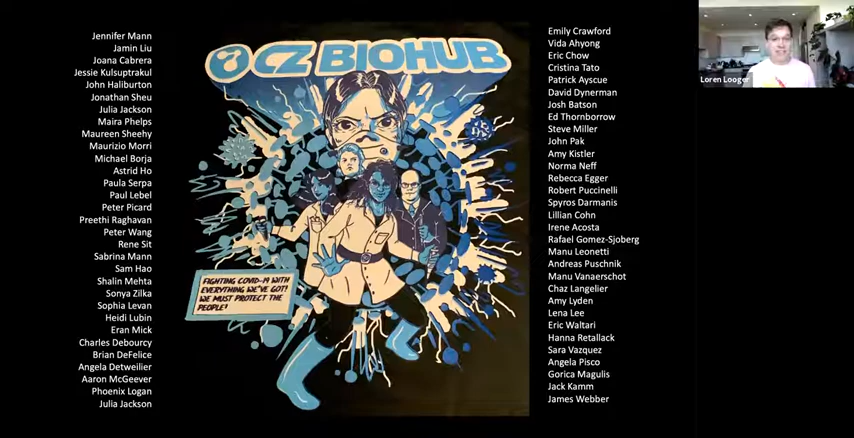 Jennifer Mann
Jamin Liu
Joana Cabrera
Jessie Kulsuptrakul
John Haliburton
Jonathan Sheu
Julia Jackson
Maira Phelps
Maureen Sheehy
Maurizio Morri
Michael Borja
Astrid Ho
Paula Serpa
Paul Lebel
Peter Picard
Preethi Raghavan
Peter Wang
Rene Sit
Sabrina Mann
Sam Hao
Shalin Mehta
Sonya Zilka
Sophia Levan
Heidi Lubin
Eran Mick
Charles Debourcy
Brian DeFelice
Angela Detweiler
Aaron McGeever
Phoenix Logan
Julia Jackson
CZ BIOHUB
FIGHTING COVID-19 WITH
EVERYTHING WE'VE GOT!
WE MUST PROTECT THE
PEOPLE!
Emily Crawford
Vida Ahyong
Eric Chow
Cristina Tato
Patrick Ayscue
David Dynerman
Josh Batson
Ed Thornborrow
Steve Miller
John Pak
Amy Kistler
Norma Neff
Rebecca Egger
Robert Puccinelli
Spyros Darmanis
Lillian Cohn
Irene Acosta
Rafael Gomez-Sjoberg
Manu Leonetti
Andreas Puschnik
Manu Vanaerschot
Chaz Langelier
Amy Lyden
Lena Lee
Eric Waltari
Hanna Retallack
Sara Vazquez
Angela Pisco
Gorica Magulis
Jack Kamm
James Webber
Loren Looger